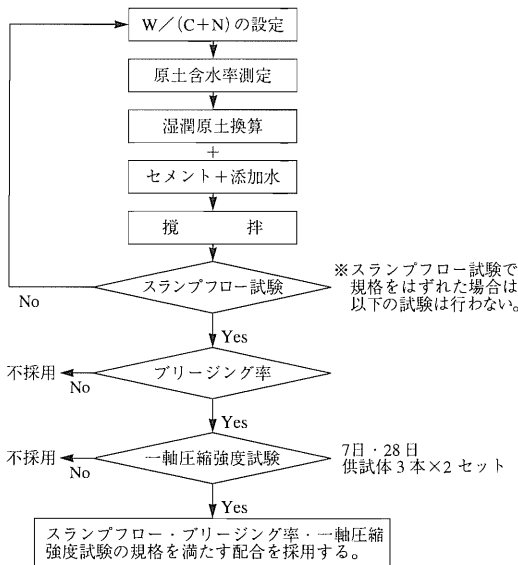 W／(C＋N)の設定
原土含水率測定
湿潤原土換算
＋
セメント＋添加水
撹　拌
スランプフロー試験
※スランプフロー試験で
規格をはずれた場合は
以下の試験は行わない。
No
Yes
ブリージング率
不採用
No
Yes
一軸圧縮強度試験
7日・28日
供試体3本×2セット
不採用
No
Yes
スランプフロー・ブリージング率・一軸圧縮
強度試験の規格を満たす配合を採用する。